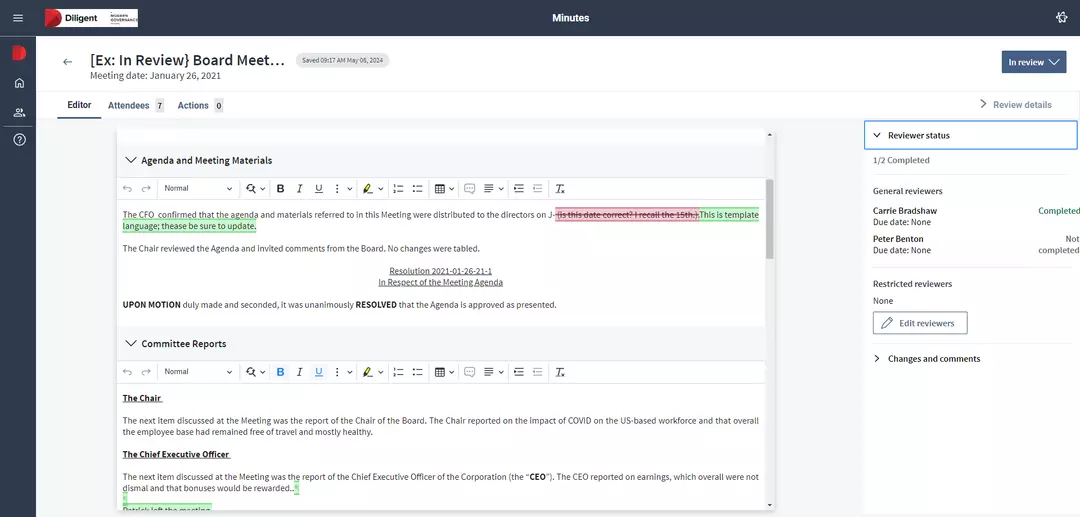 Diligent
MODERN
GOVERNANCE
Minutes
[Ex: In Review} Board Meet...
Saved 09:17 AM May 06, 2024
In review
Meeting date: January 26, 2021
Editor
Attendees 7
Actions 0
Review details
Agenda and Meeting Materials
Normal
B I U
The CFO confirmed that the agenda and materials referred to in this Meeting were distributed to the directors on J- (is this date correct? I recall the 15th.).This is template
language; thease be sure to update.
The Chair reviewed the Agenda and invited comments from the Board. No changes were tabled.
Resolution 2021-01-26-21-1
In Respect of the Meeting Agenda
UPON MOTION duly made and seconded, it was unanimously RESOLVED that the Agenda is approved as presented.
Committee Reports
Normal
B I U
The Chair
The next item discussed at the Meeting was the report of the Chair of the Board. The Chair reported on the impact of COVID on the US-based workforce and that overall
the employee base had remained free of travel and mostly healthy.
The Chief Executive Officer
The next item discussed at the Meeting was the report of the Chief Executive Officer of the Corporation (the “CEO”). The CEO reported on earnings, which overall were not
dismal and that bonuses would be rewarded..
Patrick left the meeting
Reviewer status
1/2 Completed
General reviewers
Carrie Bradshaw
Completed
Due date: None
Peter Benton
Not
completed
Due date: None
Restricted reviewers
None
Edit reviewers
Changes and comments